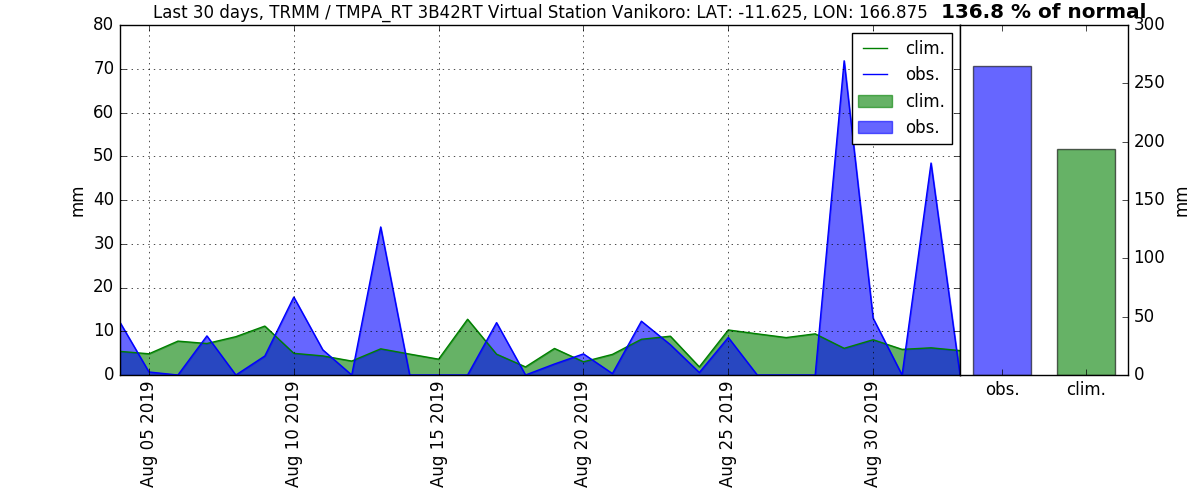 Last 30 days, TRMM / TMPA_RT 3B42RT Virtual Station Vanikoro: LAT: -11.625, LON: 166.875 136.8 % of normal
80
70
60
50
40
30
20
10
0
mm
clim.
obs.
clim.
obs.
300
250
200
150
100
50
0
mm
Aug 05 2019
Aug 10 2019
Aug 15 2019
Aug 20 2019
Aug 25 2019
Aug 30 2019
obs.
clim.